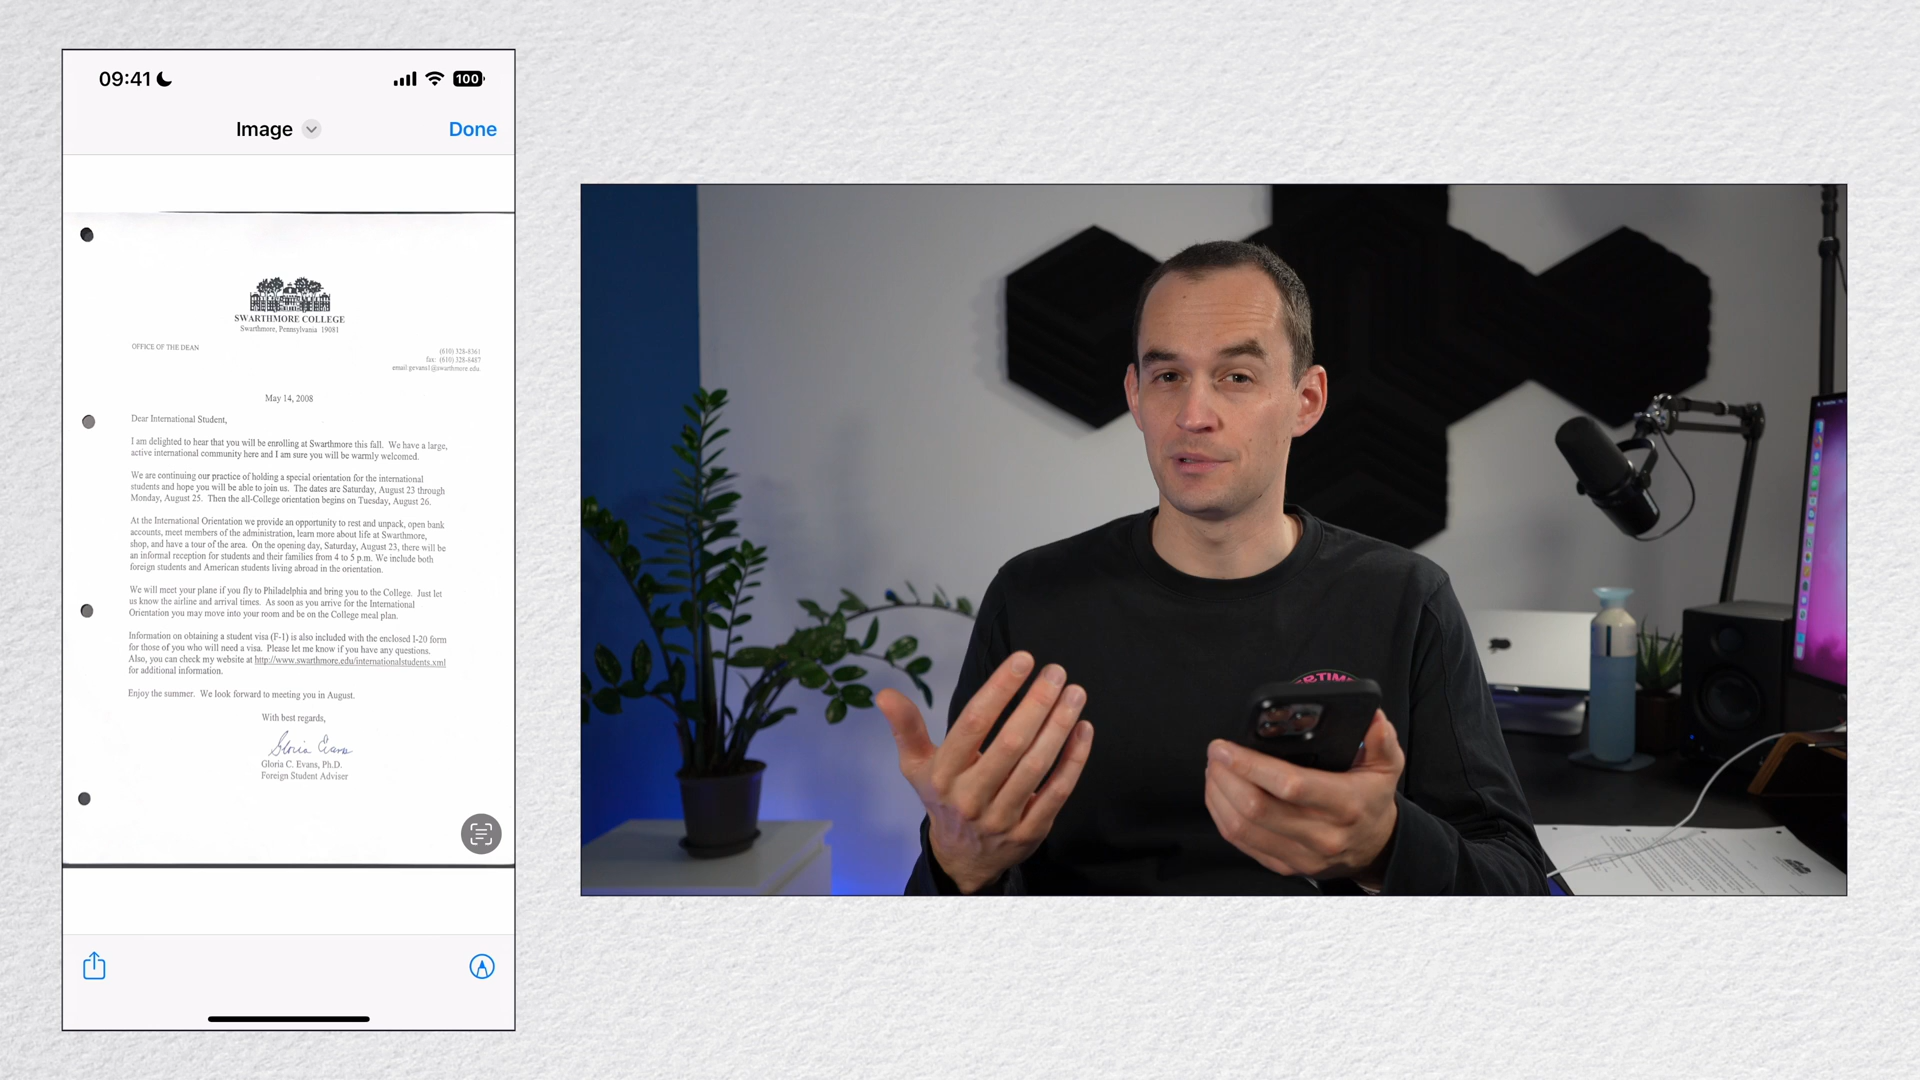 09:41
100
Image
Done
SWARTHMORE COLLEGE
Swarthmore, Pennsylvania 19081
OFFICE OF THE DEAN
(610) 328-8361
fax: (610) 328-6487
email gevans1@swarthmore.edu
May 14, 2008
Dear International Student,
I am delighted to hear that you will be enrolling at Swarthmore this fall. We have a large,
active international community here and I am sure you will be warmly welcomed.
We are continuing our practice of holding a special orientation for the international
students and hope you will be able to join us. The dates are Saturday, August 23 through
Monday, August 25. Then the all-College orientation begins on Tuesday, August 26.
At the International Orientation we provide an opportunity to rest and unpack, open bank
accounts, meet members of the administration, learn more about life at Swarthmore,
shop, and have a tour of the area. On the opening day, Saturday, August 23, there will be
an informal reception for students and their families from 4 to 5 p.m. We include both
foreign students and American students living abroad in the orientation.
We will meet your plane if you fly to Philadelphia and bring you to the College. Just let
us know the airline and arrival times. As soon as you arrive for the International
Orientation you may move into your room and be on the College meal plan.
Information on obtaining a student visa (F-1) is also included with the enclosed I-20 form
for those of you who will need a visa. Please let me know if you have any questions.
Also, you can check my website at http://www.swarthmore.edu/internationalstudents.xml
for additional information.
Enjoy the summer. We look forward to meeting you in August.
With best regards,
Gloria Evans
Gloria C. Evans, Ph.D.
Foreign Student Adviser